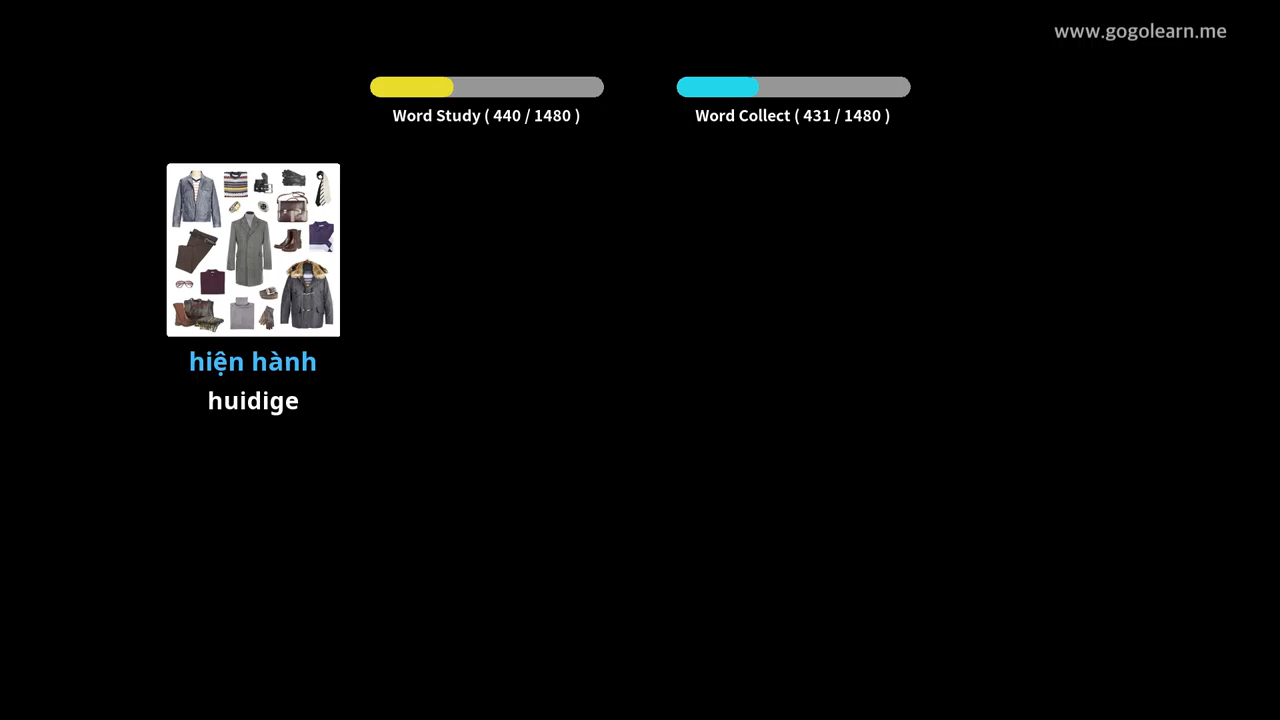 www.gogolearn.me
Word Study ( 440 / 1480 )
Word Collect ( 431 / 1480 )
hiện hành
huidige